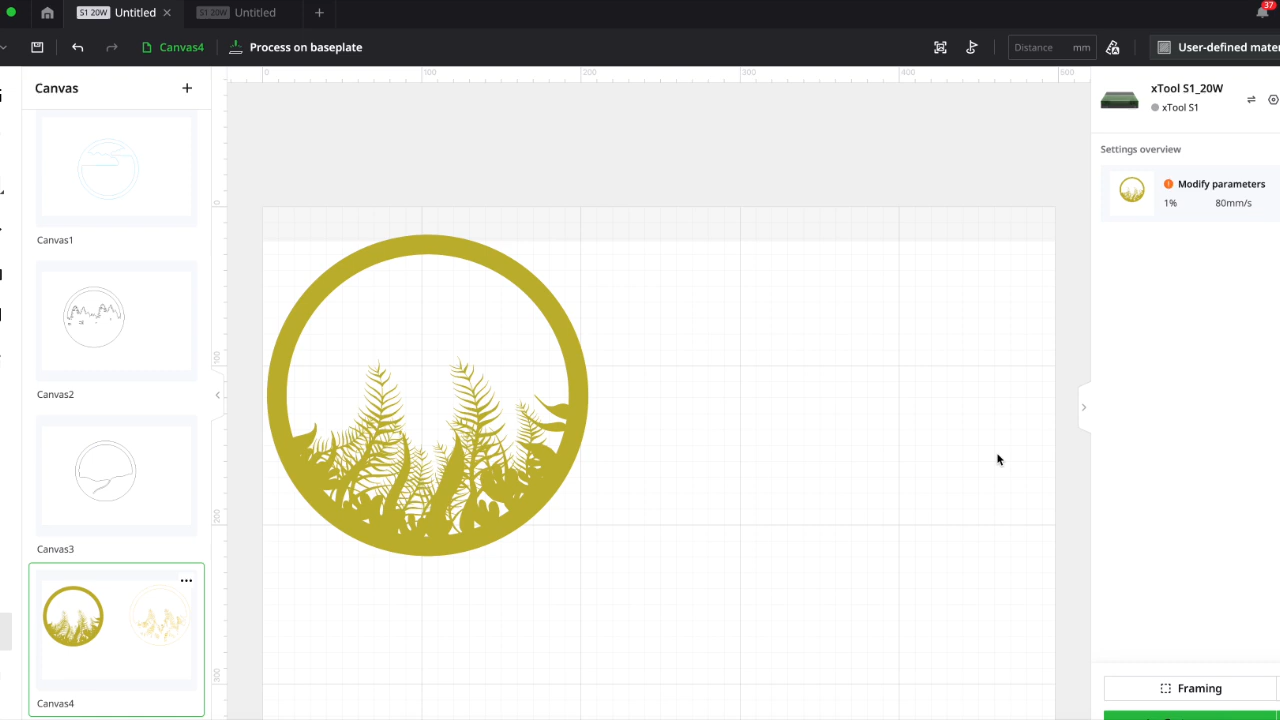 S1 20W Untitled
S1 20W Untitled
37
Canvas4
Process on baseplate
Distance mm
User-defined mater
Canvas
Canvas1
Canvas2
Canvas3
Canvas4
0 100 200 300 400 500
0
100
200
300
xTool S1_20W
xTool S1
Settings overview
Modify parameters
1% 80mm/s
Framing